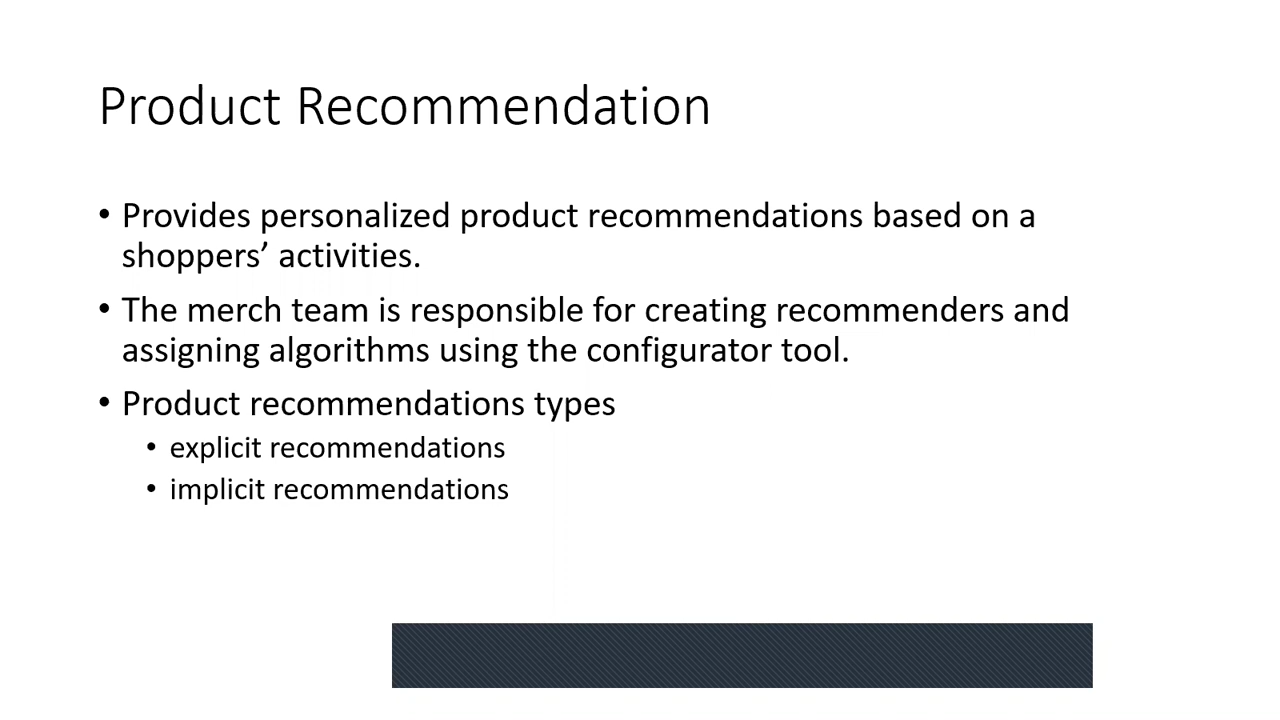 Product Recommendation
• Provides personalized product recommendations based on a
shoppers’ activities.
• The merch team is responsible for creating recommenders and
assigning algorithms using the configurator tool.
• Product recommendations types
• explicit recommendations
• implicit recommendations